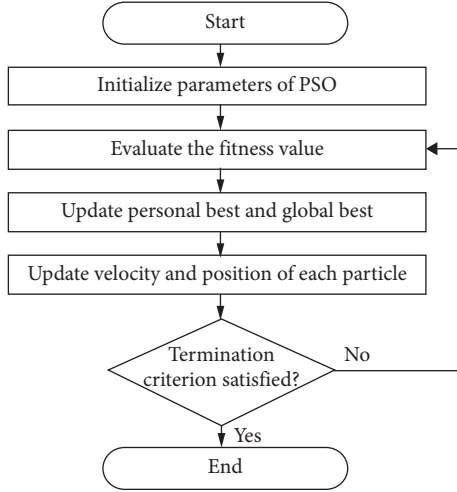 Start
Initialize parameters of PSO
Evaluate the fitness value
Update personal best and global best
Update velocity and position of each particle
Termination
criterion satisfied?
No
Yes
End